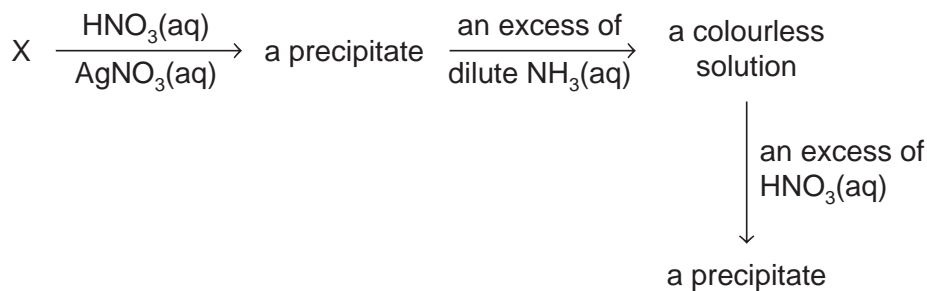 X
HNO₃(aq)
AgNO₃(aq)
a precipitate
an excess of
dilute NH₃(aq)
a colourless
solution
an excess of
HNO₃(aq)
a precipitate